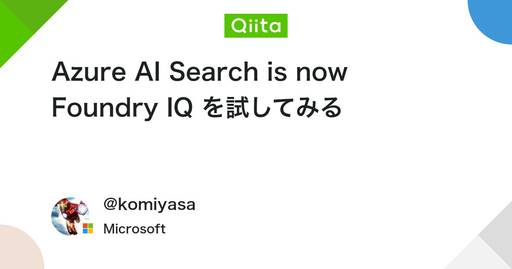 Qiita
Azure AI Search is now
Foundry IQ を試してみる
@komiyasa
Microsoft